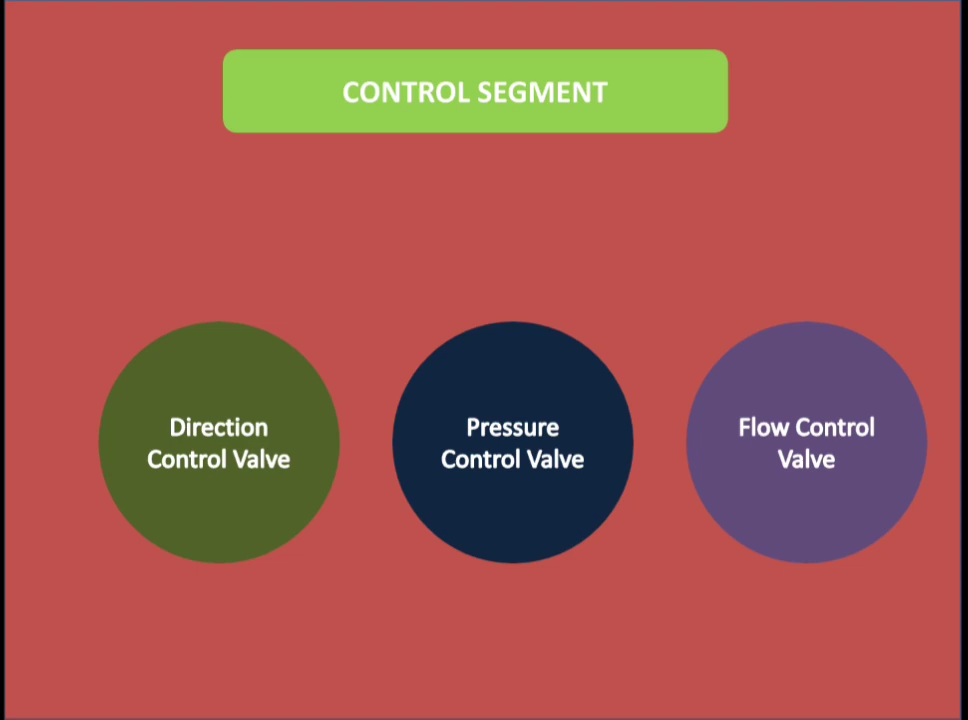 CONTROL SEGMENT
Direction
Control Valve
Pressure
Control Valve
Flow Control
Valve